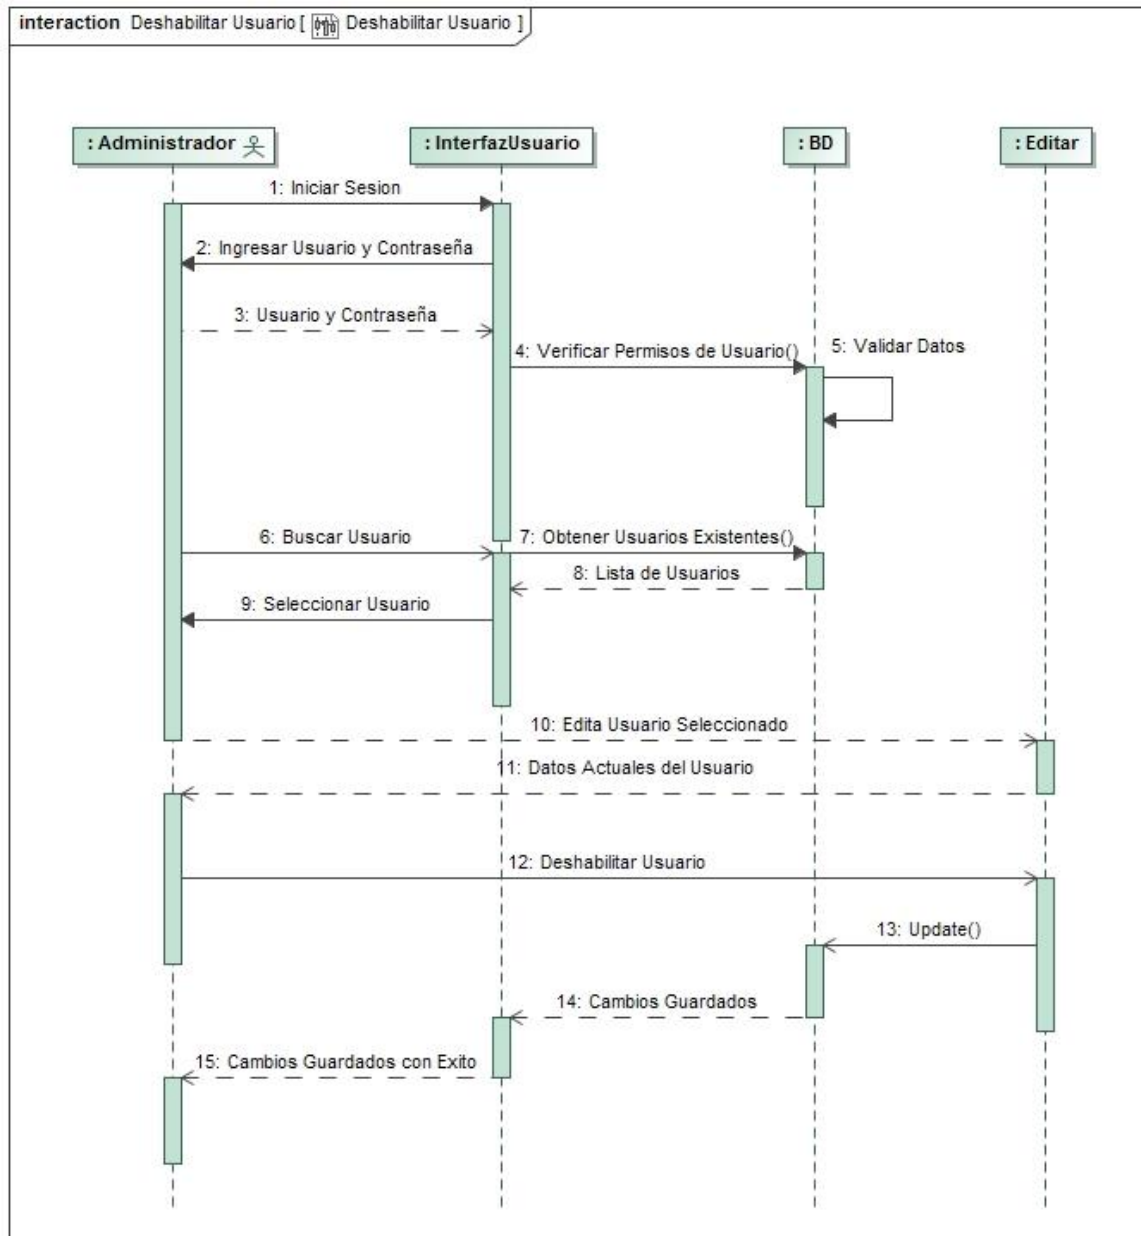 interaction Deshabilitar Usuario [ Deshabilitar Usuario ]
: Administrador
: InterfazUsuario
: BD
: Editar
1: Iniciar Sesion
2: Ingresar Usuario y Contraseña
3: Usuario y Contraseña
4: Verificar Permisos de Usuario()
5: Validar Datos
6: Buscar Usuario
7: Obtener Usuarios Existentes()
8: Lista de Usuarios
9: Seleccionar Usuario
10: Edita Usuario Seleccionado
11: Datos Actuales del Usuario
12: Deshabilitar Usuario
13: Update()
14: Cambios Guardados
15: Cambios Guardados con Exito